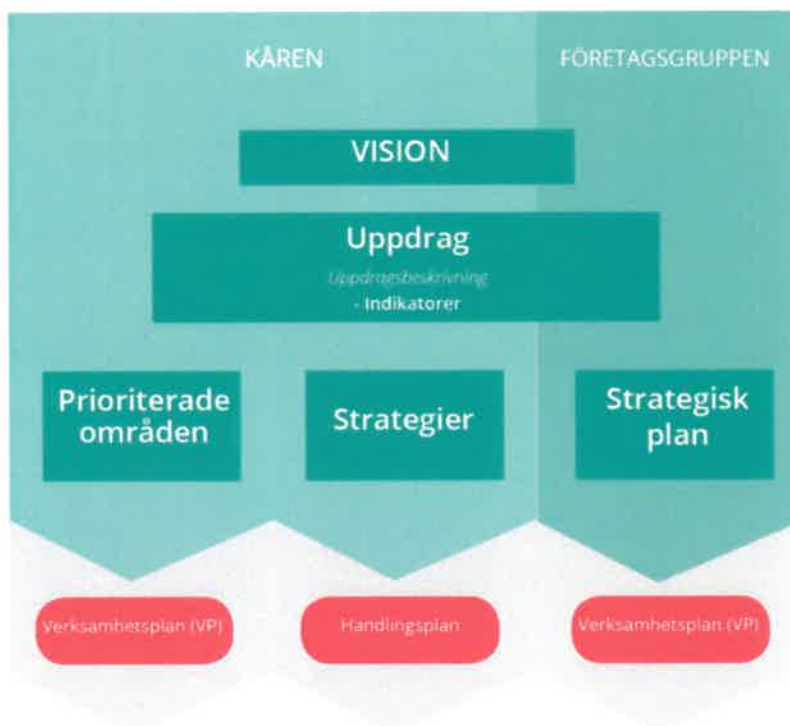 KÅREN
FÖRETAGSGRUPPEN
VISION
Uppdrag
Uppdragsbeskrivning
- Indikatorer
Prioriterade
områden
Strategier
Strategisk
plan
Verksamhetsplan (VP)
Handlingsplan
Verksamhetsplan (VP)